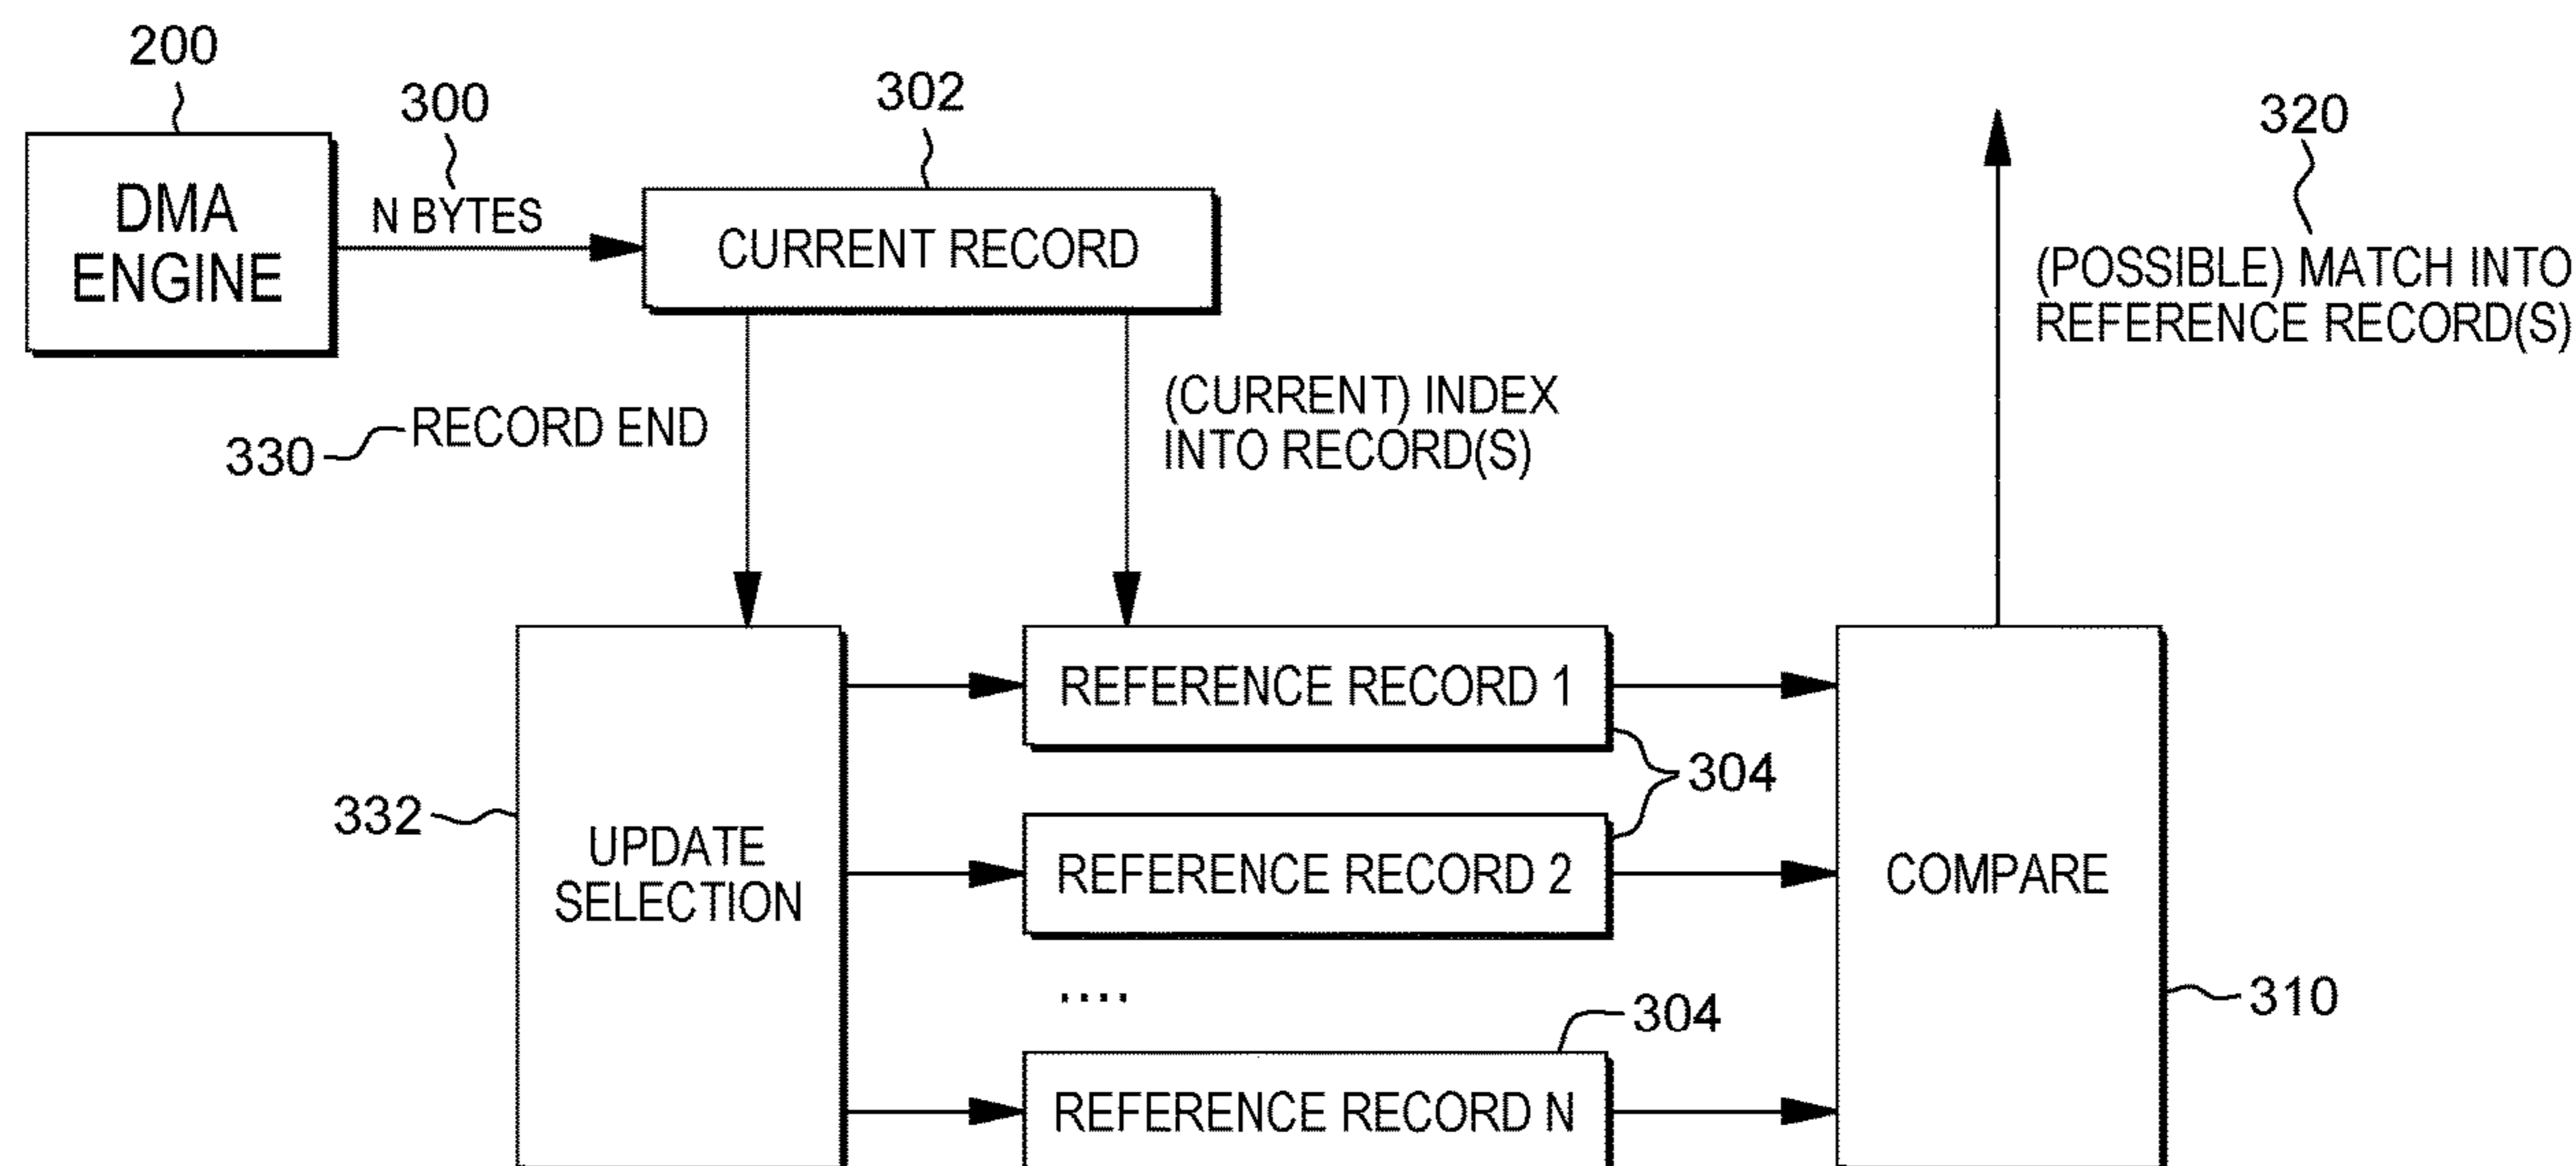 200
300
302
320
DMA
ENGINE
N BYTES
CURRENT RECORD
(POSSIBLE) MATCH INTO
REFERENCE RECORD(S)
330
RECORD END
(CURRENT) INDEX
INTO RECORD(S)
332
UPDATE
SELECTION
REFERENCE RECORD 1
304
REFERENCE RECORD 2
....
304
REFERENCE RECORD N
COMPARE
310